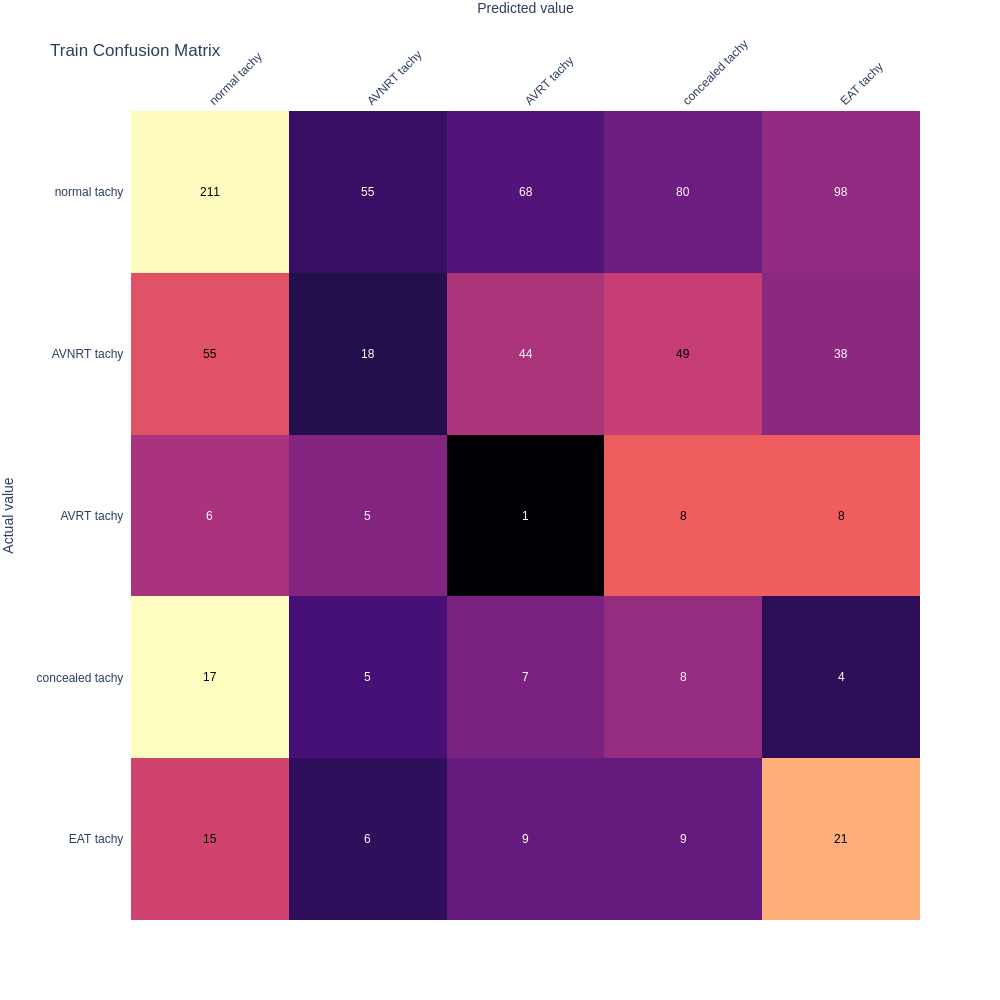 Predicted value
Train Confusion Matrix
normal tachy
AVNRT tachy
AVRT tachy
concealed tachy
EAT tachy
Actual value
normal tachy 211 55 68 80 98
AVNRT tachy 55 18 44 49 38
AVRT tachy 6 5 1 8 8
concealed tachy 17 5 7 8 4
EAT tachy 15 6 9 9 21